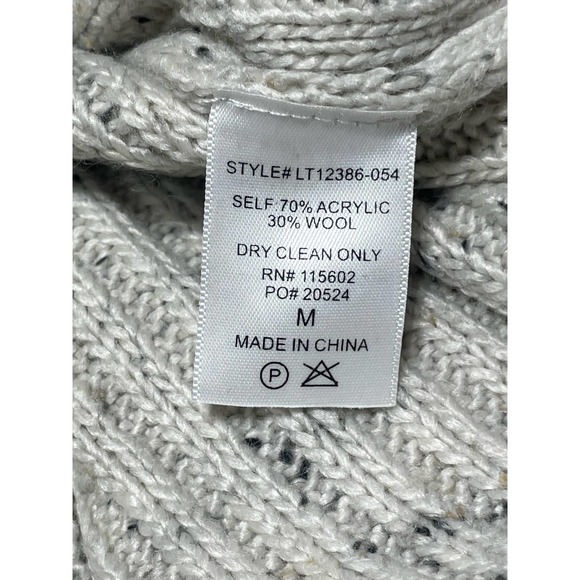 STYLE# LT12386-054
SELF: 70% ACRYLIC
30% WOOL
DRY CLEAN ONLY
RN# 115602
PO# 20524
M
MADE IN CHINA
P